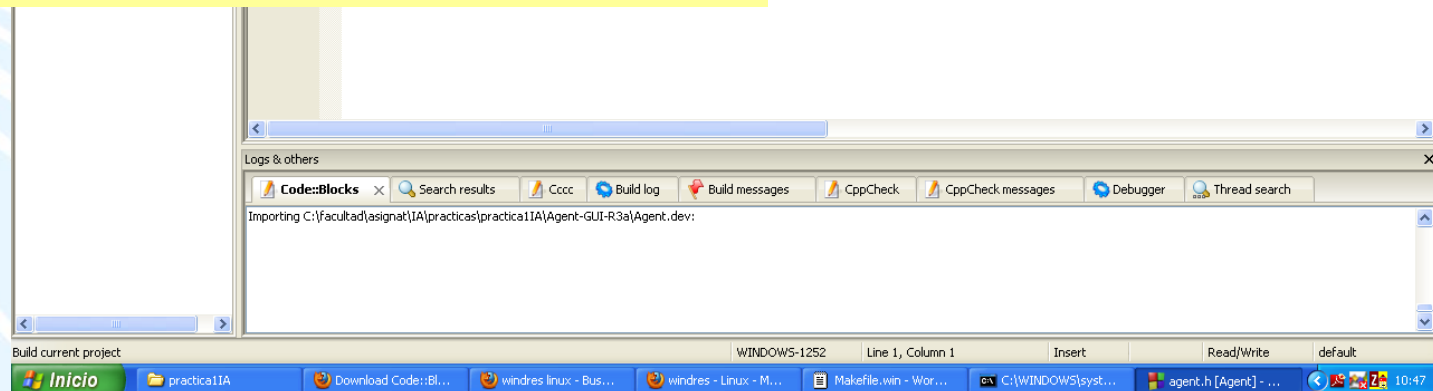 Logs & others
Code::Blocks Search results Cccc Build log Build messages CppCheck CppCheck messages Debugger Thread search
Importing C:\facultad\asignat\IA\practicas\practica1IA\Agent-GUI-R3a\Agent.dev:
Build current project WINDOWS-1252 Line 1, Column 1 Insert Read/Write default
Inicio practica1IA Download Code::Bl... windres linux - Bus... windres - Linux - M... Makefile.win - Wor... C:\WINDOWS\syst... agent.h [Agent] - ... 10:47